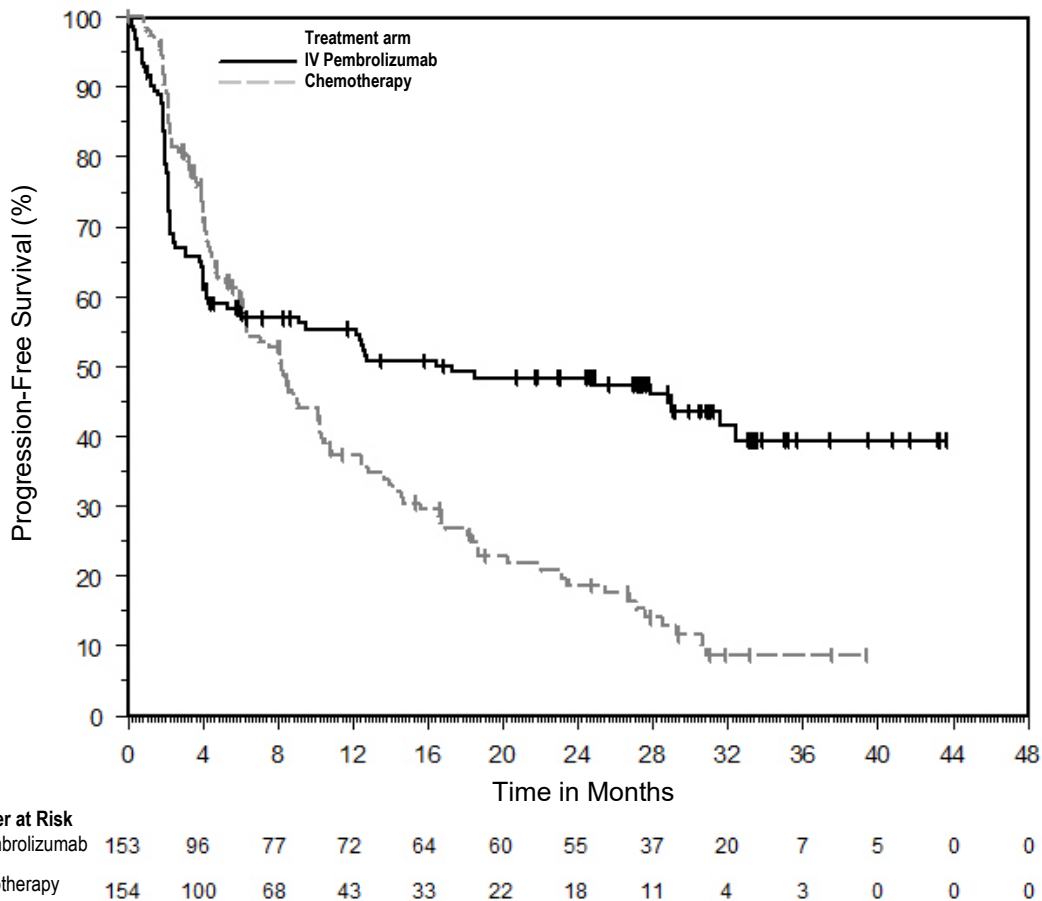 Treatment arm
IV Pembrolizumab
Chemotherapy
Progression-Free Survival (%)
100
90
80
70
60
50
40
30
20
10
0
0 4 8 12 16 20 24 28 32 36 40 44 48
Time in Months
er at Risk
brolizumab 153 96 77 72 64 60 55 37 20 7 5 0 0
otherapy 154 100 68 43 33 22 18 11 4 3 0 0 0